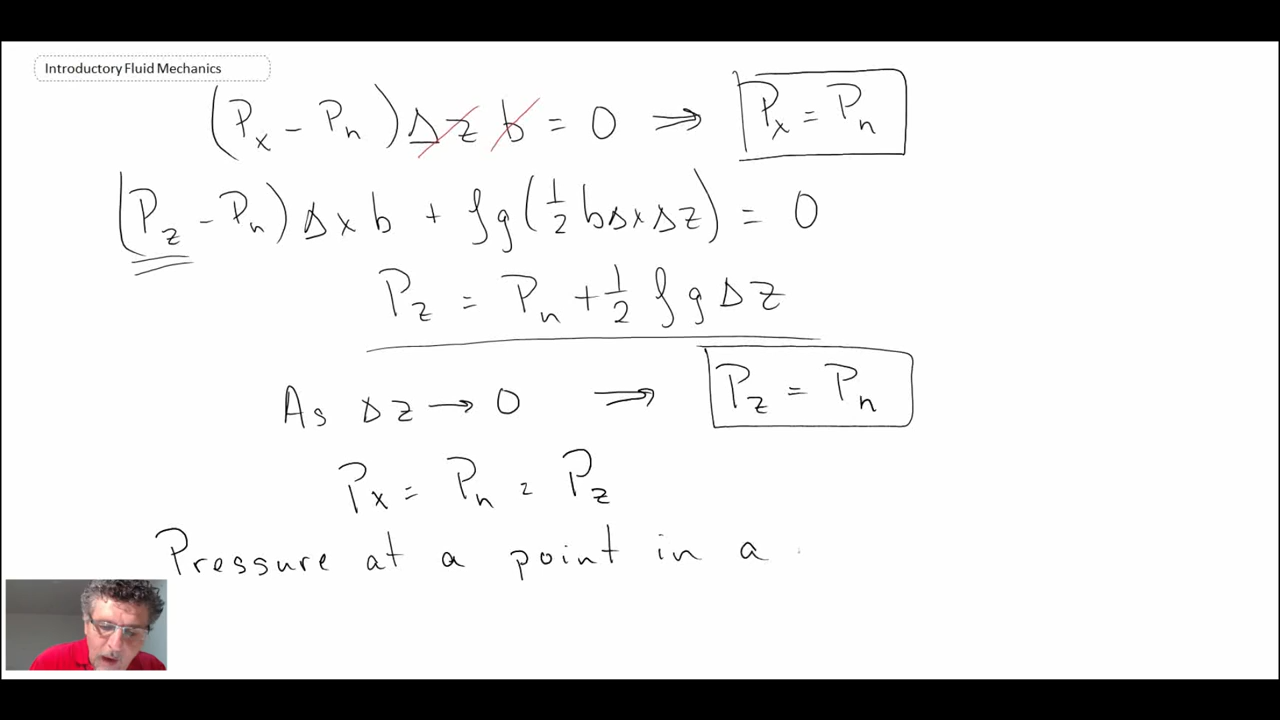 Introductory Fluid Mechanics
(Px - Pn) Δz b = 0 ⇒ Px = Pn
(Pz - Pn) Δx b + ρg(1/2 bΔxΔz) = 0
Pz = Pn + 1/2 ρgΔz
As Δz → 0 ⇒ Pz = Pn
Px = Pn = Pz
Pressure at a point in a